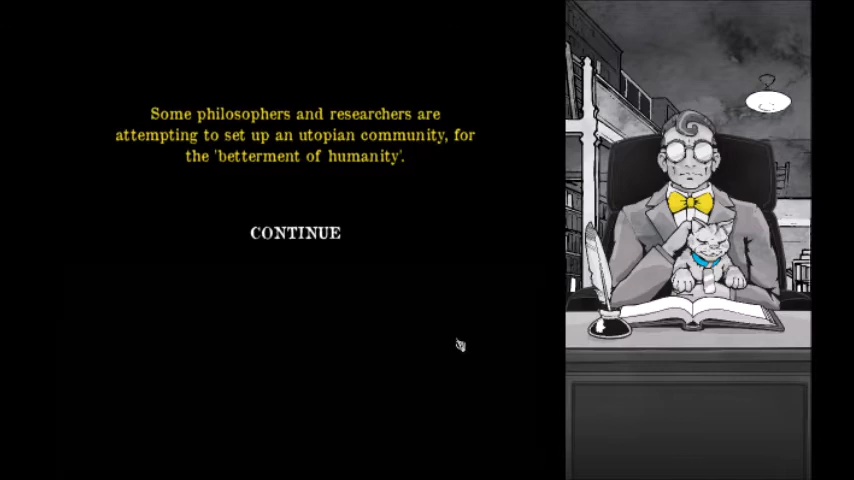 Some philosophers and researchers are
attempting to set up an utopian community, for
the 'betterment of humanity'.
CONTINUE